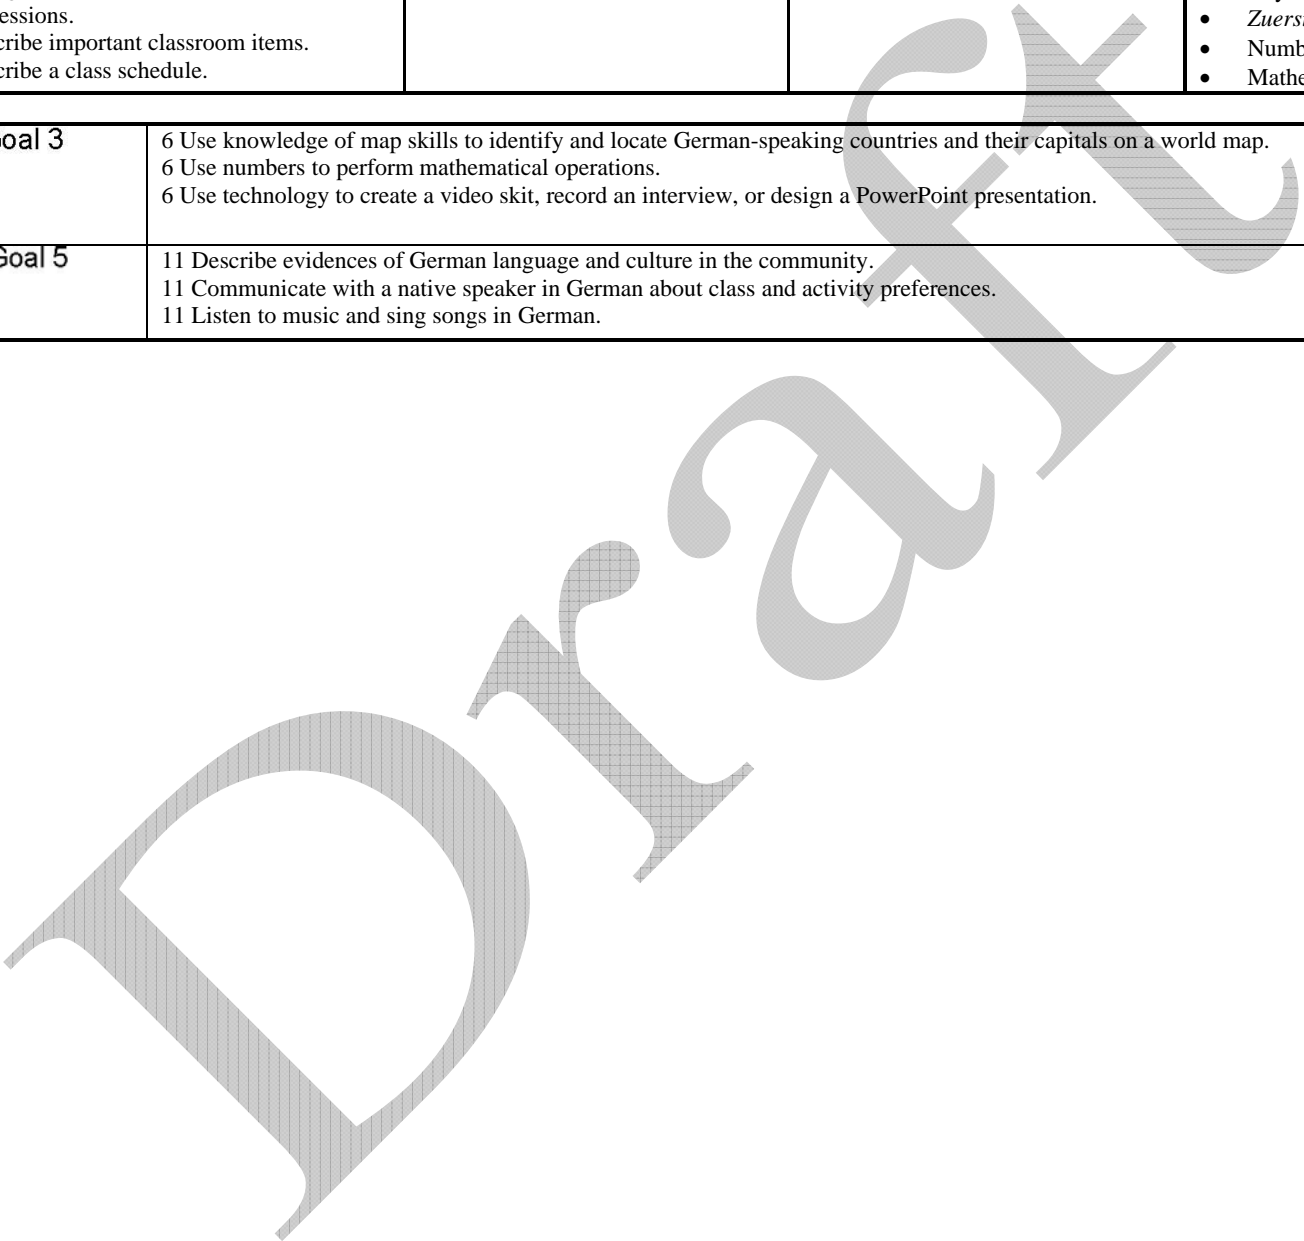 essions.
cribe important classroom items.
cribe a class schedule.
• Zuers
• Numb
• Mathe
oal 3
6 Use knowledge of map skills to identify and locate German-speaking countries and their capitals on a world map.
6 Use numbers to perform mathematical operations.
6 Use technology to create a video skit, record an interview, or design a PowerPoint presentation.
Goal 5
11 Describe evidences of German language and culture in the community.
11 Communicate with a native speaker in German about class and activity preferences.
11 Listen to music and sing songs in German.
Draft